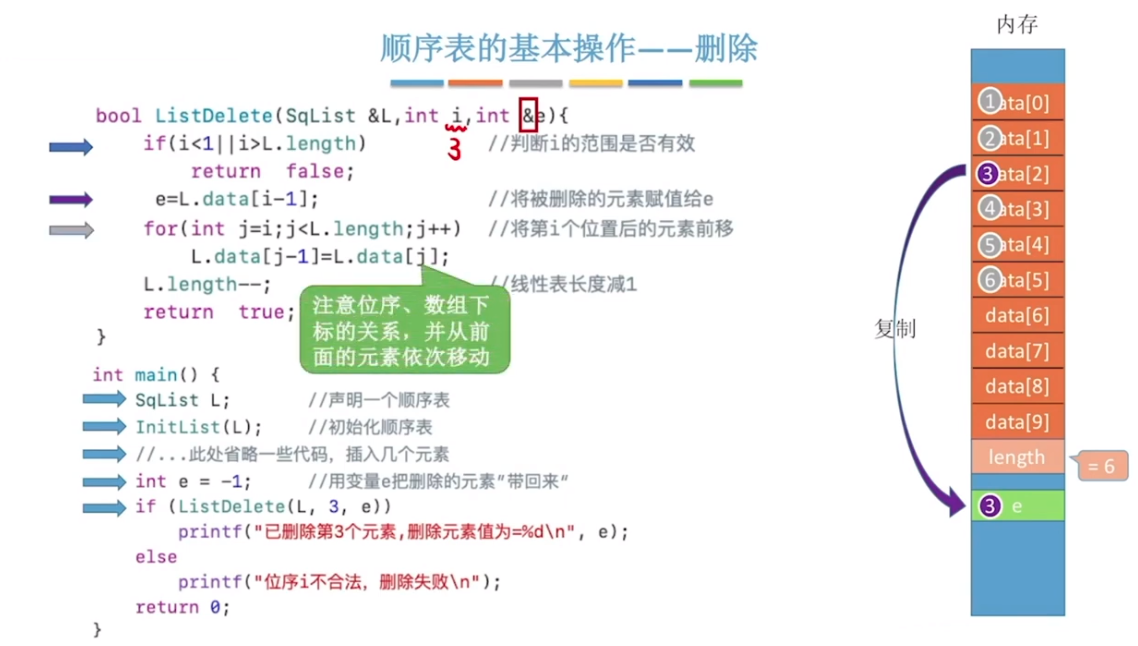 顺序表的基本操作——删除
bool ListDelete(SqList &L,int i,int &e){
3
if(i<1||i>L.length) //判断i的范围是否有效
return false;
e=L.data[i-1]; //将被删除的元素赋值给e
for(int j=i;j<L.length;j++) //将第i个位置后的元素前移
L.data[j-1]=L.data[j];
L.length--; //线性表长度减1
return true;
}
注意位序、数组下
标的关系，并从前
面的元素依次移动
int main() {
SqList L; //声明一个顺序表
InitList(L); //初始化顺序表
//...此处省略一些代码，插入几个元素
int e = -1; //用变量e把删除的元素"带回来"
if (ListDelete(L, 3, e))
printf("已删除第3个元素,删除元素值为=%d\n", e);
else
printf("位序i不合法，删除失败\n");
return 0;
}
内存
1 ata[0]
2 ata[1]
3 ata[2]
4 ata[3]
5 ata[4]
6 ata[5]
data[6]
data[7]
data[8]
data[9]
length
= 6
3 e
复制